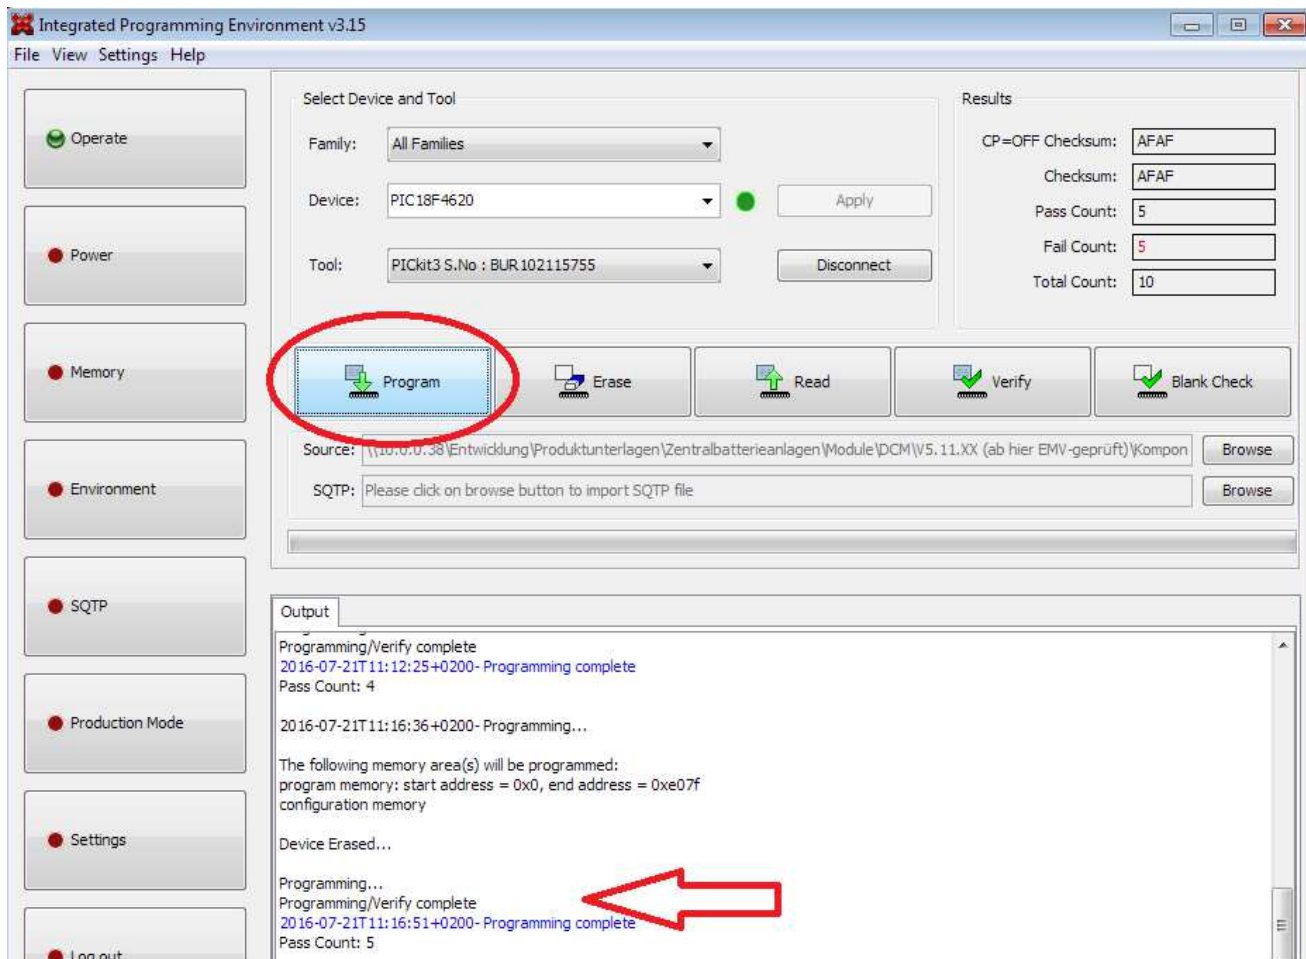 Integrated Programming Environment v3.15
File View Settings Help
Operate
Power
Memory
Environment
SQTP
Production Mode
Settings
Log out
Select Device and Tool
Family: All Families
Device: PIC18F4620 Apply
Tool: PICkit3 S.No : BUR102115755 Disconnect
Results
CP=OFF Checksum: AFAF
Checksum: AFAF
Pass Count: 5
Fail Count: 5
Total Count: 10
Program Erase Read Verify Blank Check
Source: \\10.0.0.38\Entwicklung\Produktunterlagen\Zentralbatterieanlagen\Module\DCM\V5.11.XX (ab hier EMV-geprüft)\Kompon Browse
SQTP: Please click on browse button to import SQTP file Browse
Output
Programming/Verify complete
2016-07-21T11:12:25+0200- Programming complete
Pass Count: 4
2016-07-21T11:16:36+0200- Programming...
The following memory area(s) will be programmed:
program memory: start address = 0x0, end address = 0xe07f
configuration memory
Device Erased...
Programming...
Programming/Verify complete
2016-07-21T11:16:51+0200- Programming complete
Pass Count: 5